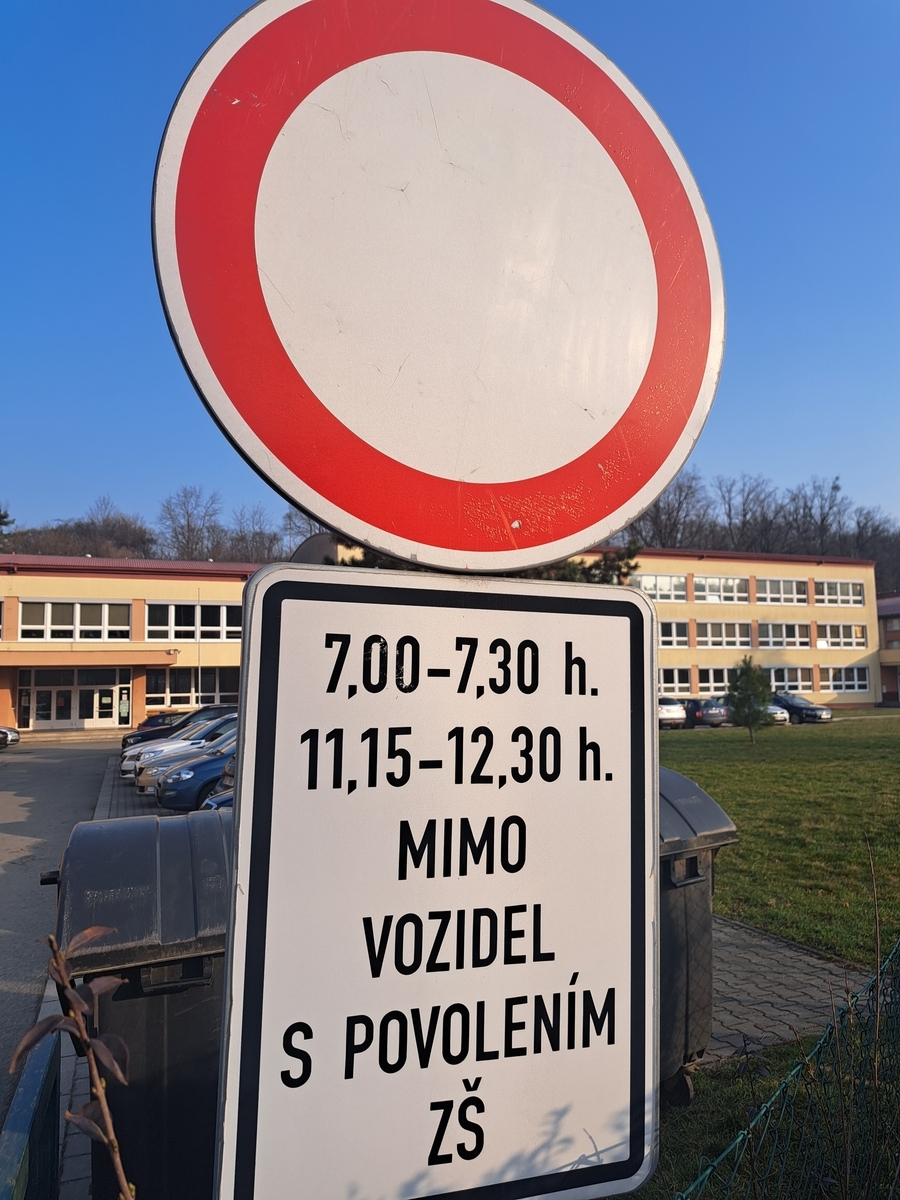 7,00-7,30 h.
11,15-12,30 h.
MIMO
VOZIDEL
S POVOLENÍM
ZŠ